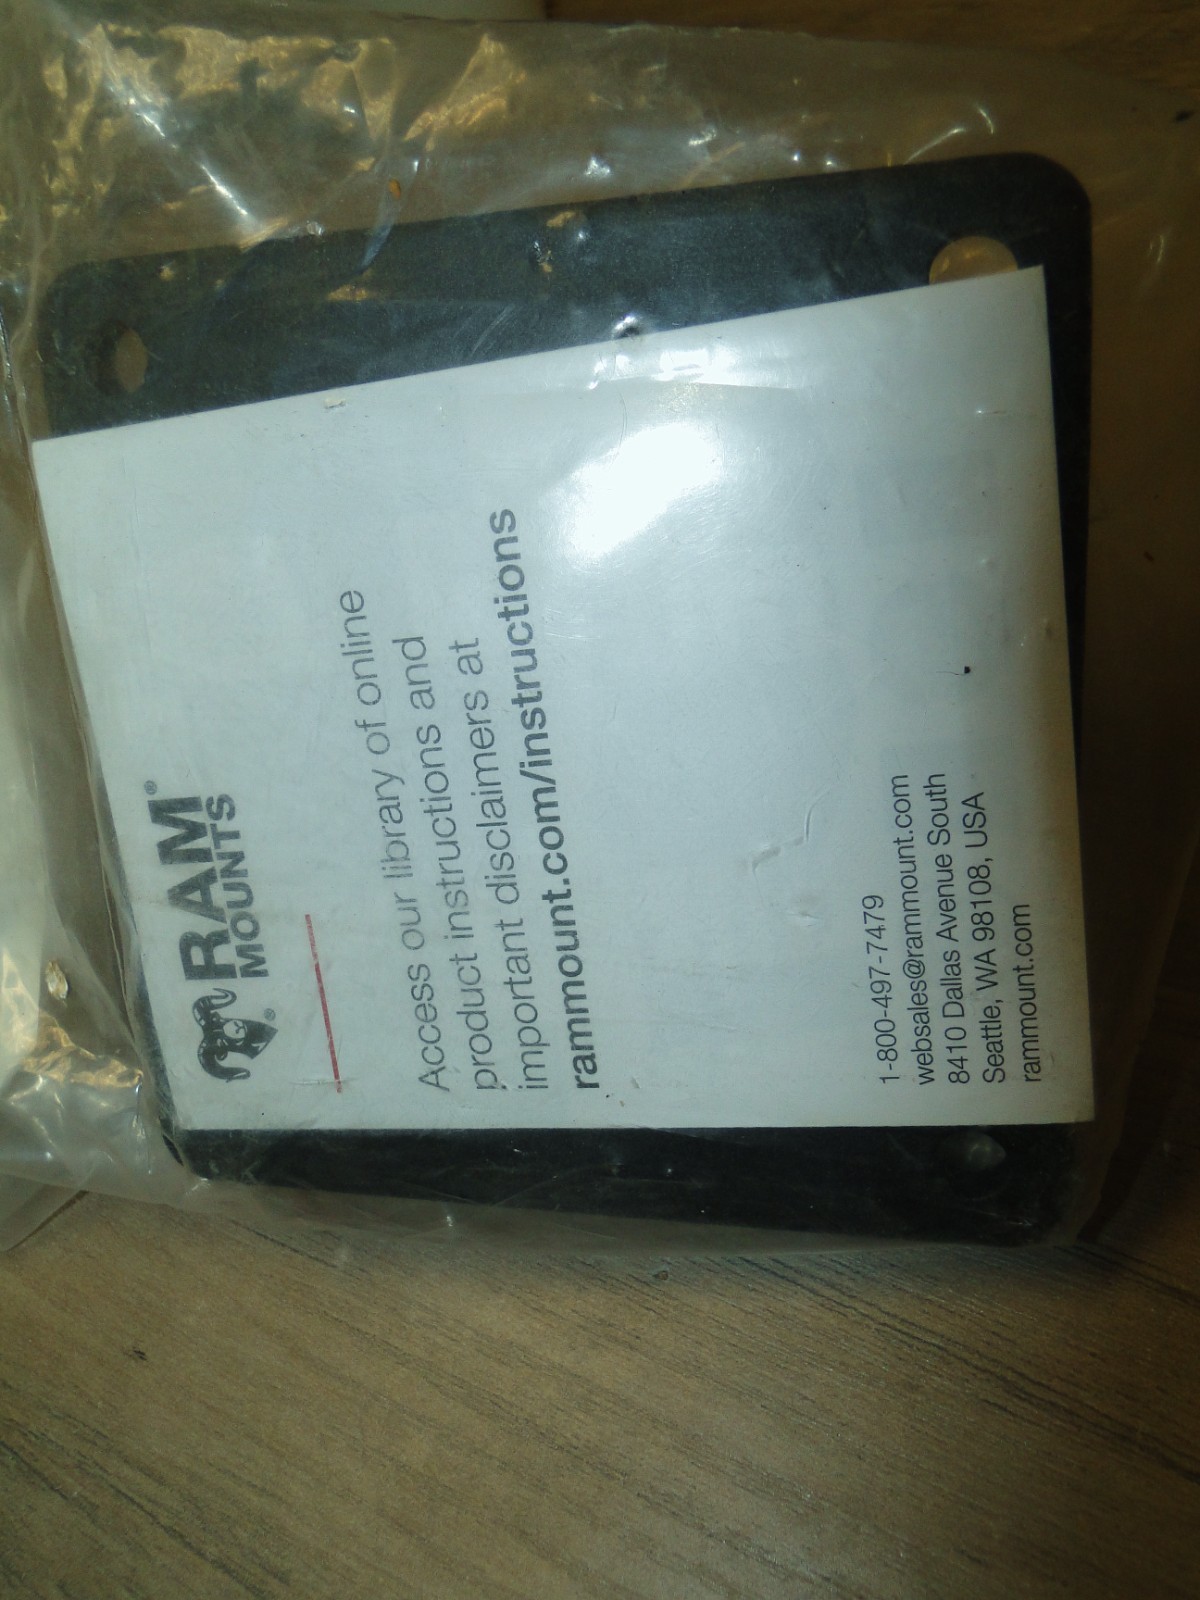 RAM®
MOUNTS
®
Access our library of online
product instructions and
important disclaimers at
rammount.com/instructions
1-800-497-7479
websales@rammount.com
8410 Dallas Avenue South
Seattle, WA 98108, USA
rammount.com